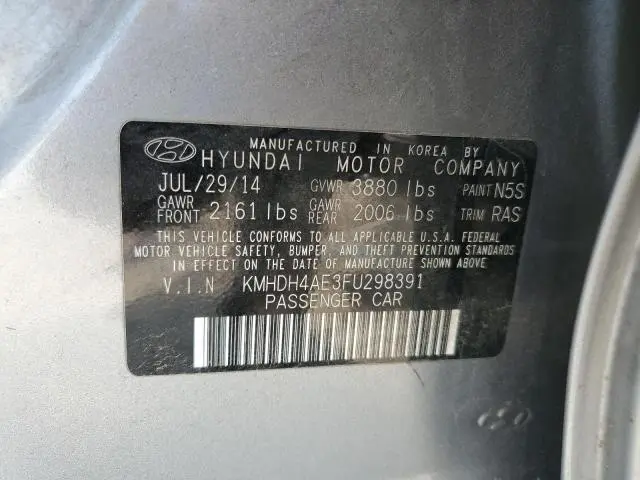 MANUFACTURED IN KOREA BY
HYUNDAI MOTOR COMPANY
JUL/29/14 GVWR 3880 lbs PAINT N5S
GAWR FRONT 2161 lbs GAWR REAR 2006 lbs TRIM RAS
THIS VEHICLE CONFORMS TO ALL APPLICABLE U.S.A. FEDERAL
MOTOR VEHICLE SAFETY, BUMPER, AND THEFT PREVENTION STANDARDS
IN EFFECT ON THE DATE OF MANUFACTURE SHOWN ABOVE.
V.I.N KMHDH4AE3FU298391
PASSENGER CAR